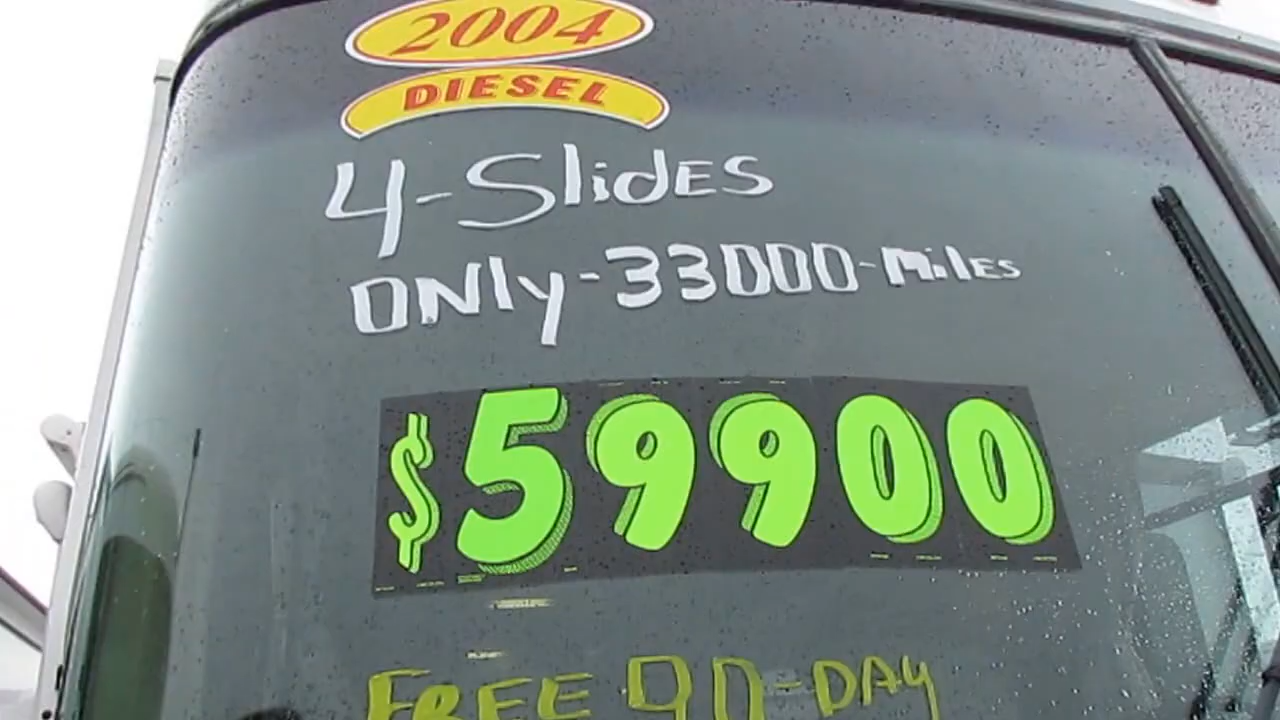 2004
DIESEL
4-SlidES
ONly-33000-MilES
$59900
FREE 90-DAY